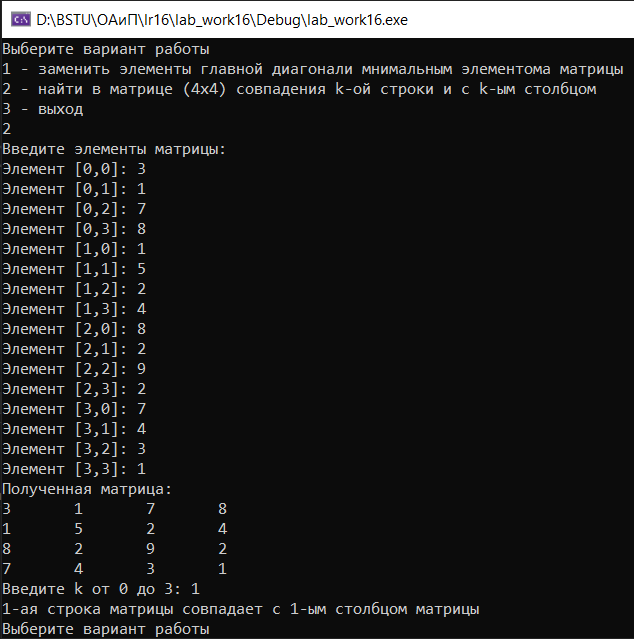 D:\BSTU\ОАиП\lr16\lab_work16\Debug\lab_work16.exe
Выберите вариант работы
1 - заменить элементы главной диагонали мнимальным элементома матрицы
2 - найти в матрице (4x4) совпадения k-ой строки и с k-ым столбцом
3 - выход
2
Введите элементы матрицы:
Элемент [0,0]: 3
Элемент [0,1]: 1
Элемент [0,2]: 7
Элемент [0,3]: 8
Элемент [1,0]: 1
Элемент [1,1]: 5
Элемент [1,2]: 2
Элемент [1,3]: 4
Элемент [2,0]: 8
Элемент [2,1]: 2
Элемент [2,2]: 9
Элемент [2,3]: 2
Элемент [3,0]: 7
Элемент [3,1]: 4
Элемент [3,2]: 3
Элемент [3,3]: 1
Полученная матрица:
3 1 7 8
1 5 2 4
8 2 9 2
7 4 3 1
Введите k от 0 до 3: 1
1-ая строка матрицы совпадает с 1-ым столбцом матрицы
Выберите вариант работы